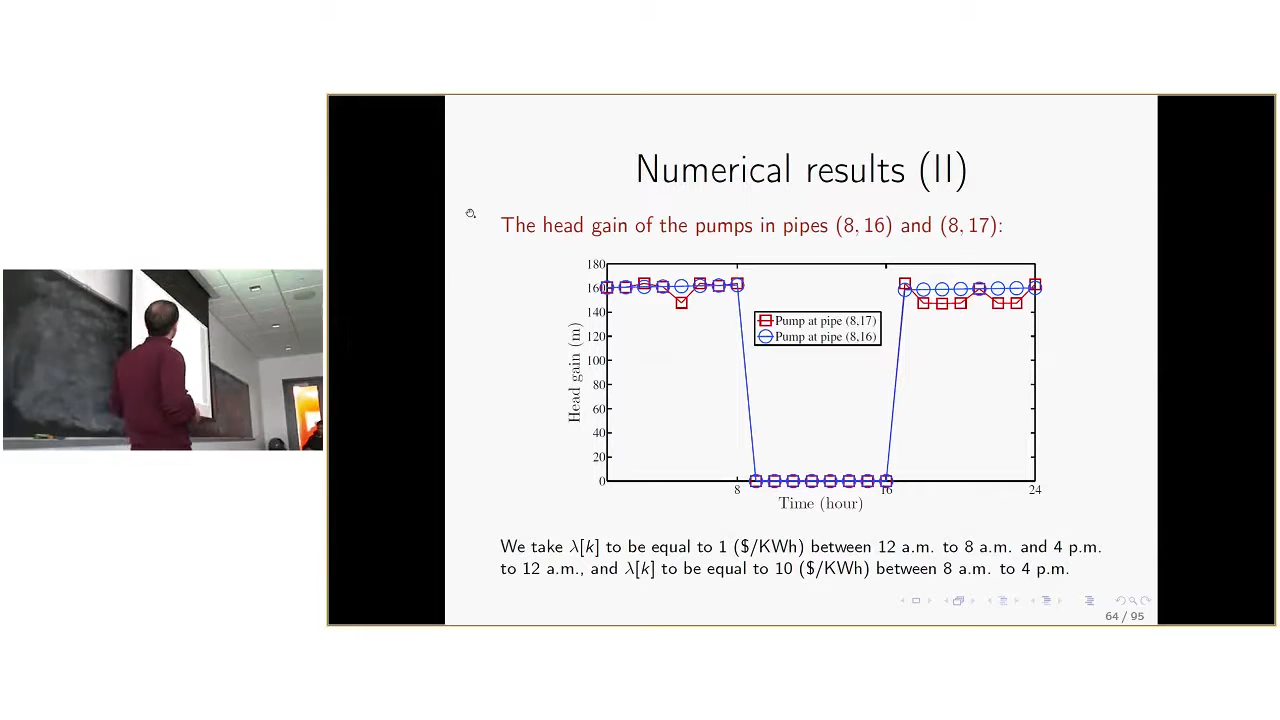 Numerical results (II)
The head gain of the pumps in pipes (8, 16) and (8, 17):
180
160
140
120
100
80
60
40
20
0
Head gain (m)
Pump at pipe (8,17)
Pump at pipe (8,16)
8
16
24
Time (hour)
We take λ[k] to be equal to 1 ($/KWh) between 12 a.m. to 8 a.m. and 4 p.m.
to 12 a.m., and λ[k] to be equal to 10 ($/KWh) between 8 a.m. to 4 p.m.
64 / 95